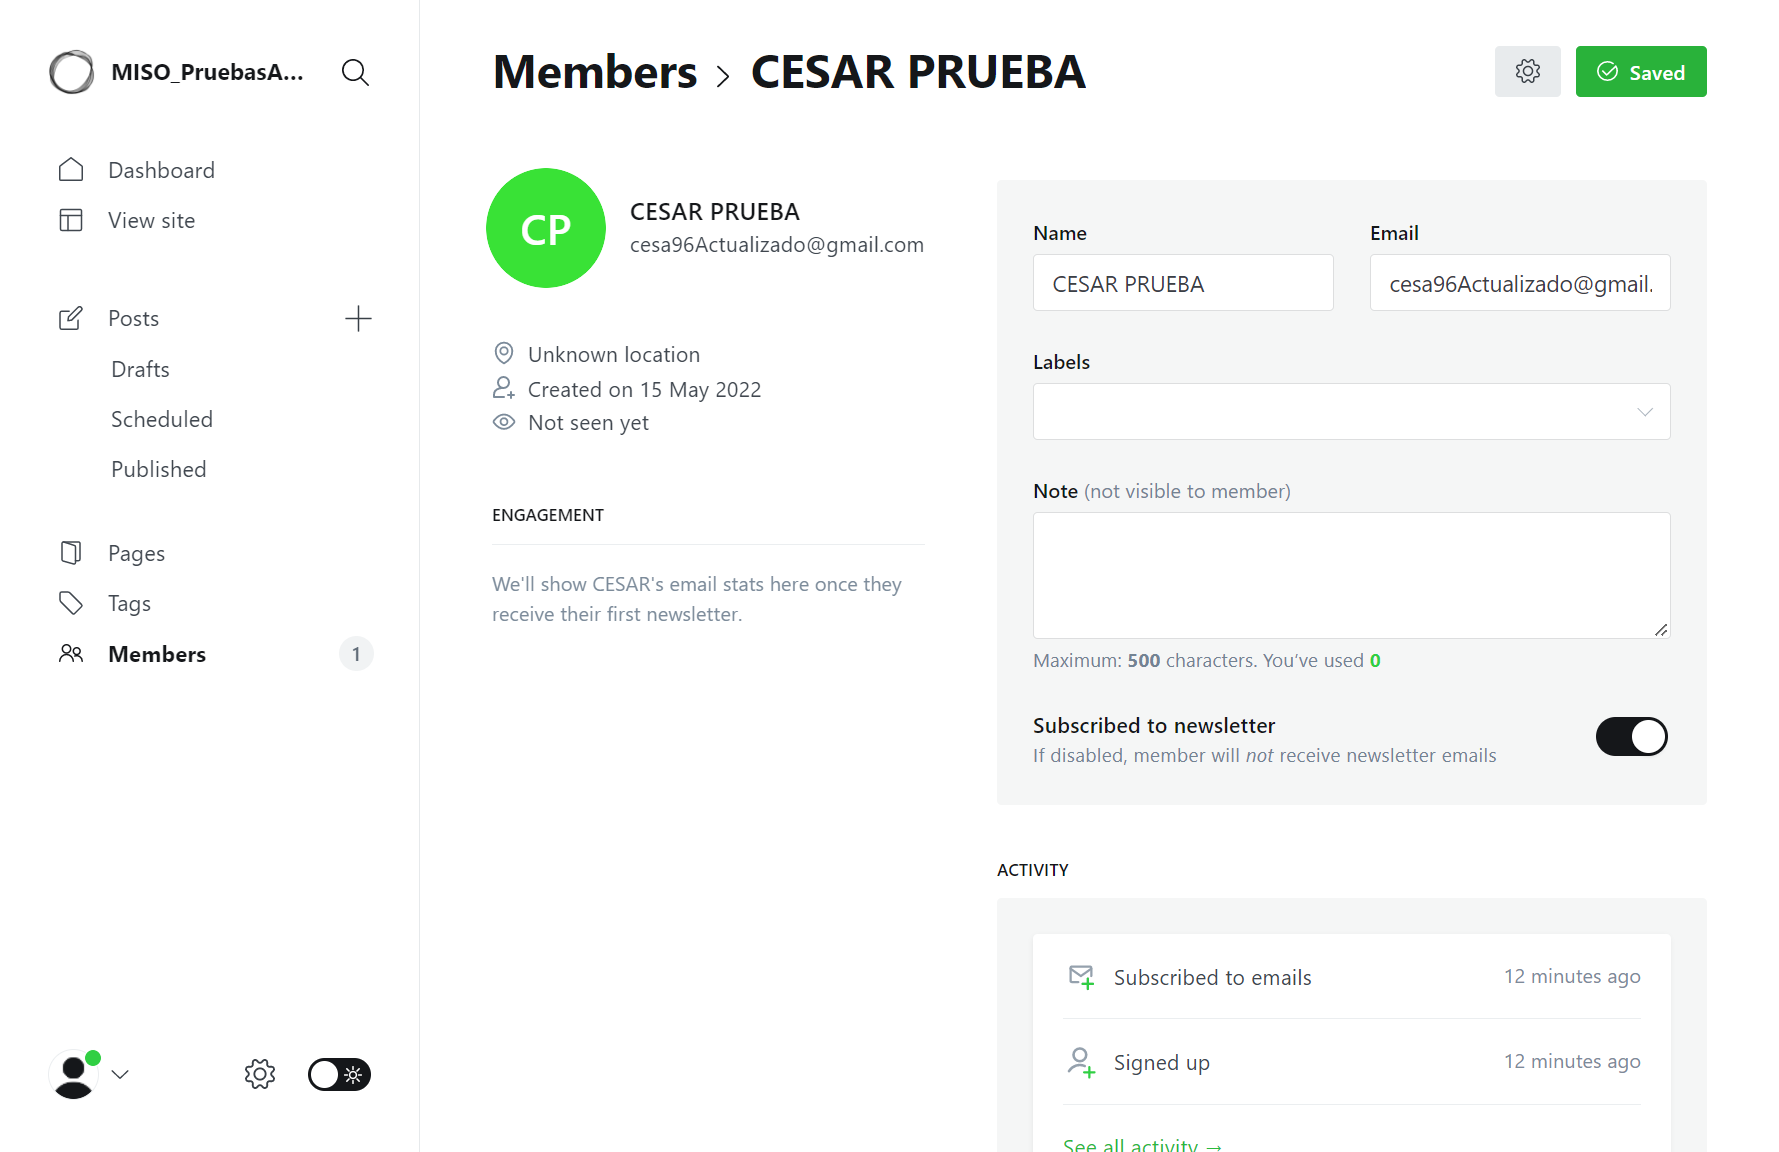 MISO_PruebasA...
Dashboard
View site
Posts
Drafts
Scheduled
Published
Pages
Tags
Members
1
Members > CESAR PRUEBA
Saved
CP
CESAR PRUEBA
cesa96Actualizado@gmail.com
Unknown location
Created on 15 May 2022
Not seen yet
ENGAGEMENT
We'll show CESAR's email stats here once they
receive their first newsletter.
Name
CESAR PRUEBA
Email
cesa96Actualizado@gmail.
Labels
Note (not visible to member)
Maximum: 500 characters. You’ve used 0
Subscribed to newsletter
If disabled, member will not receive newsletter emails
ACTIVITY
Subscribed to emails
12 minutes ago
Signed up
12 minutes ago
See all activity →